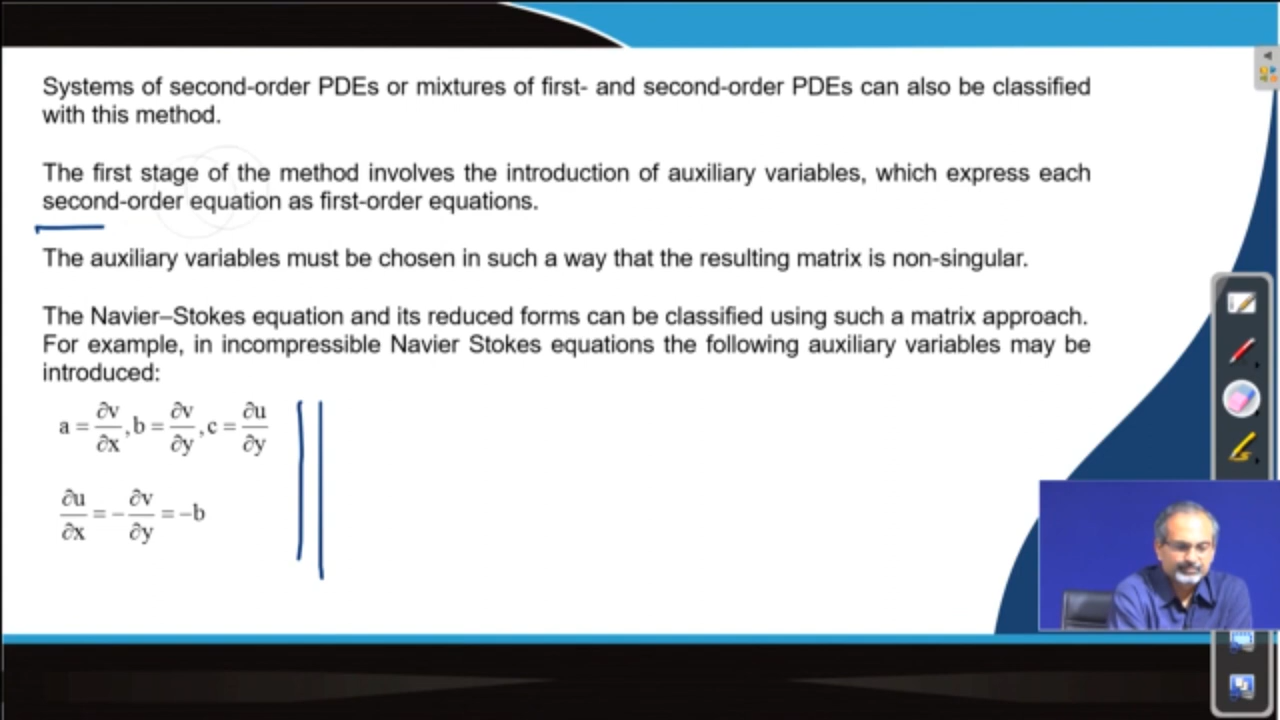 Systems of second-order PDEs or mixtures of first- and second-order PDEs can also be classified
with this method.
The first stage of the method involves the introduction of auxiliary variables, which express each
second-order equation as first-order equations.
The auxiliary variables must be chosen in such a way that the resulting matrix is non-singular.
The Navier–Stokes equation and its reduced forms can be classified using such a matrix approach.
For example, in incompressible Navier Stokes equations the following auxiliary variables may be
introduced:
a = ∂v/∂x, b = ∂v/∂y, c = ∂u/∂y
∂u/∂x = -∂v/∂y = -b